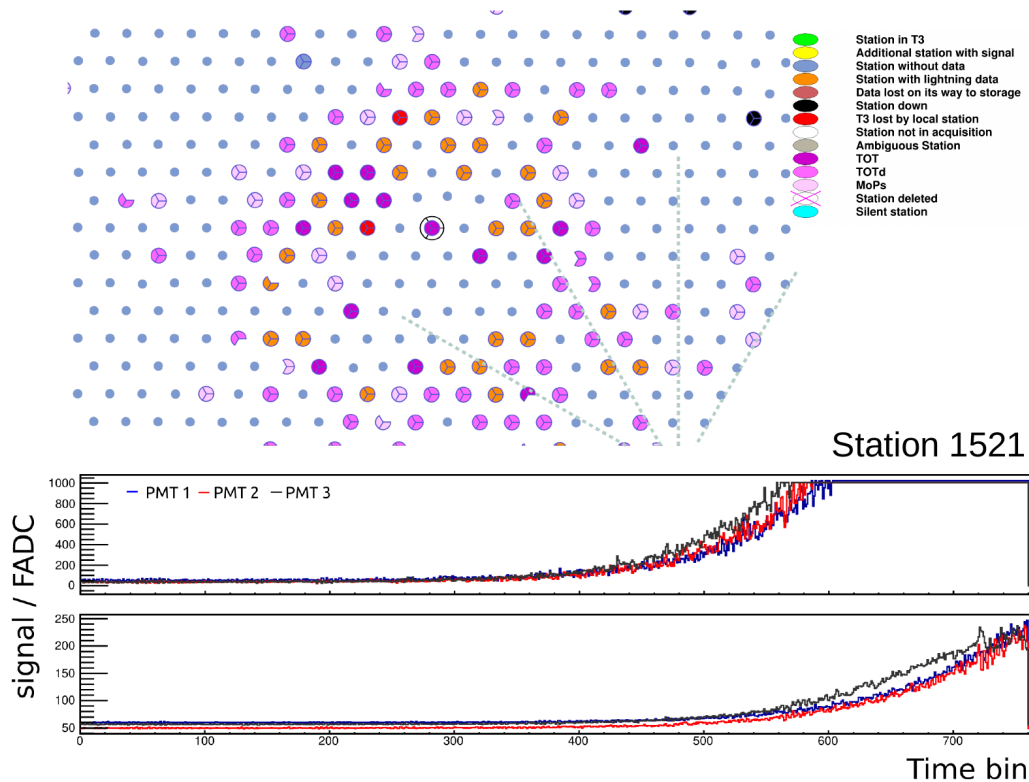 Station in T3
Additional station with signal
Station without data
Station with lightning data
Data lost on its way to storage
Station down
T3 lost by local station
Station not in acquisition
Ambiguous Station
TOT
TOTd
MoPs
Station deleted
Silent station
Station 1521
signal / FADC
PMT 1 PMT 2 PMT 3
1000
800
600
400
200
0
250
200
150
100
50
0 100 200 300 400 500 600 700
Time bin